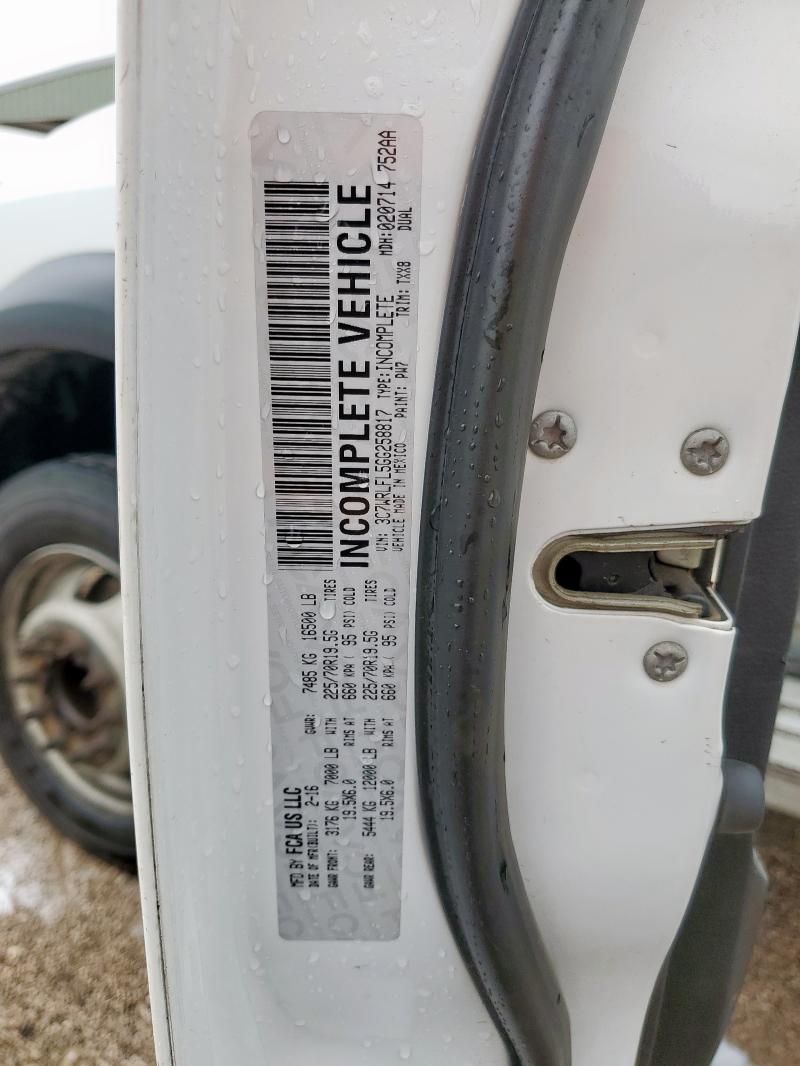 MFD BY FCA US LLC
DATE OF MFR(BUILT): 2-16 GVWR: 7485 KG 16500 LB
GAWR FRONT: 3176 KG 7000 LB WITH 225/70R19.5G TIRES
19.5X6.0 RIMS AT 660 KPA( 95 PSI) COLD
GAWR REAR: 5444 KG 12000 LB WITH 225/70R19.5G TIRES
19.5X6.0 RIMS AT 660 KPA( 95 PSI) COLD
INCOMPLETE VEHICLE
VIN: 3C7WRLFL5GG258817 TYPE:INCOMPLETE MDH:020714 752AA
VEHICLE MADE IN MEXICO PAINT: PW7 TRIM: TXX8 DUAL